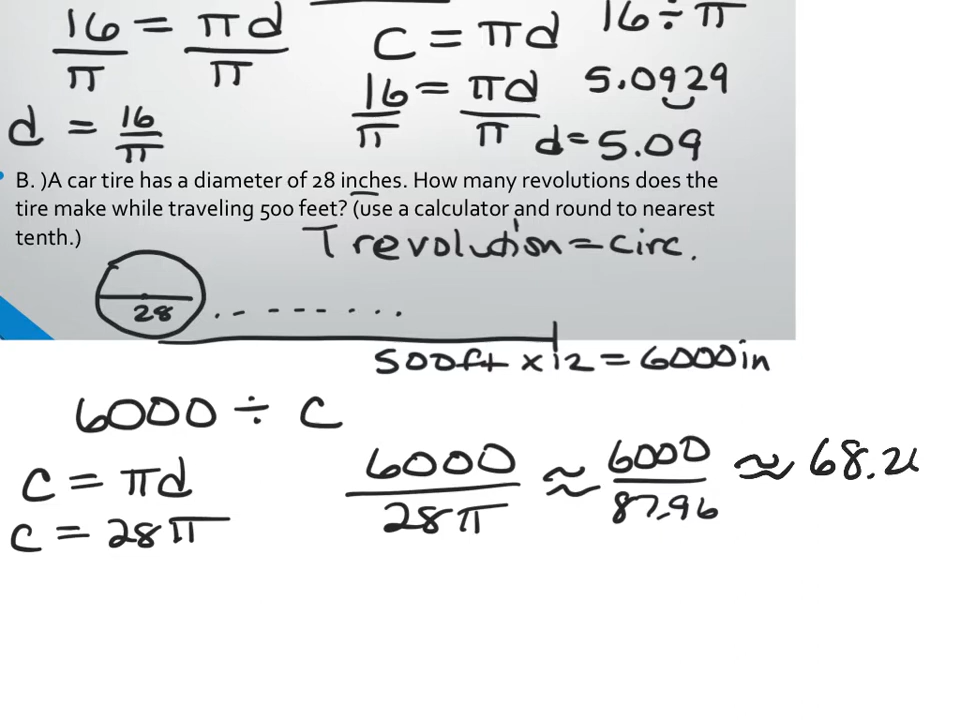 16 = πd
π π
d = 16
π
C = πd
16 = πd
π π
16 ÷ π
5.0929
d = 5.09
B. )A car tire has a diameter of 28 inches. How many revolutions does the
tire make while traveling 500 feet? (use a calculator and round to nearest
tenth.)
1 revolution = circ.
28
500ft x 12 = 6000in
6000 ÷ C
C = πd
C = 28π
6000 ≈ 6000 ≈ 68.2
28π 87.96